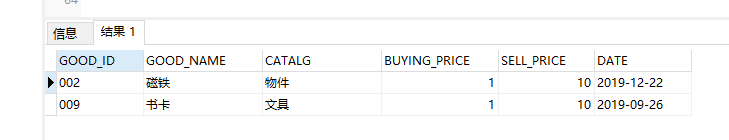 64
信息 结果 1
GOOD_ID GOOD_NAME CATALG BUYING_PRICE SELL_PRICE DATE
002 磁铁 物件 1 10 2019-12-22
009 书卡 文具 1 10 2019-09-26